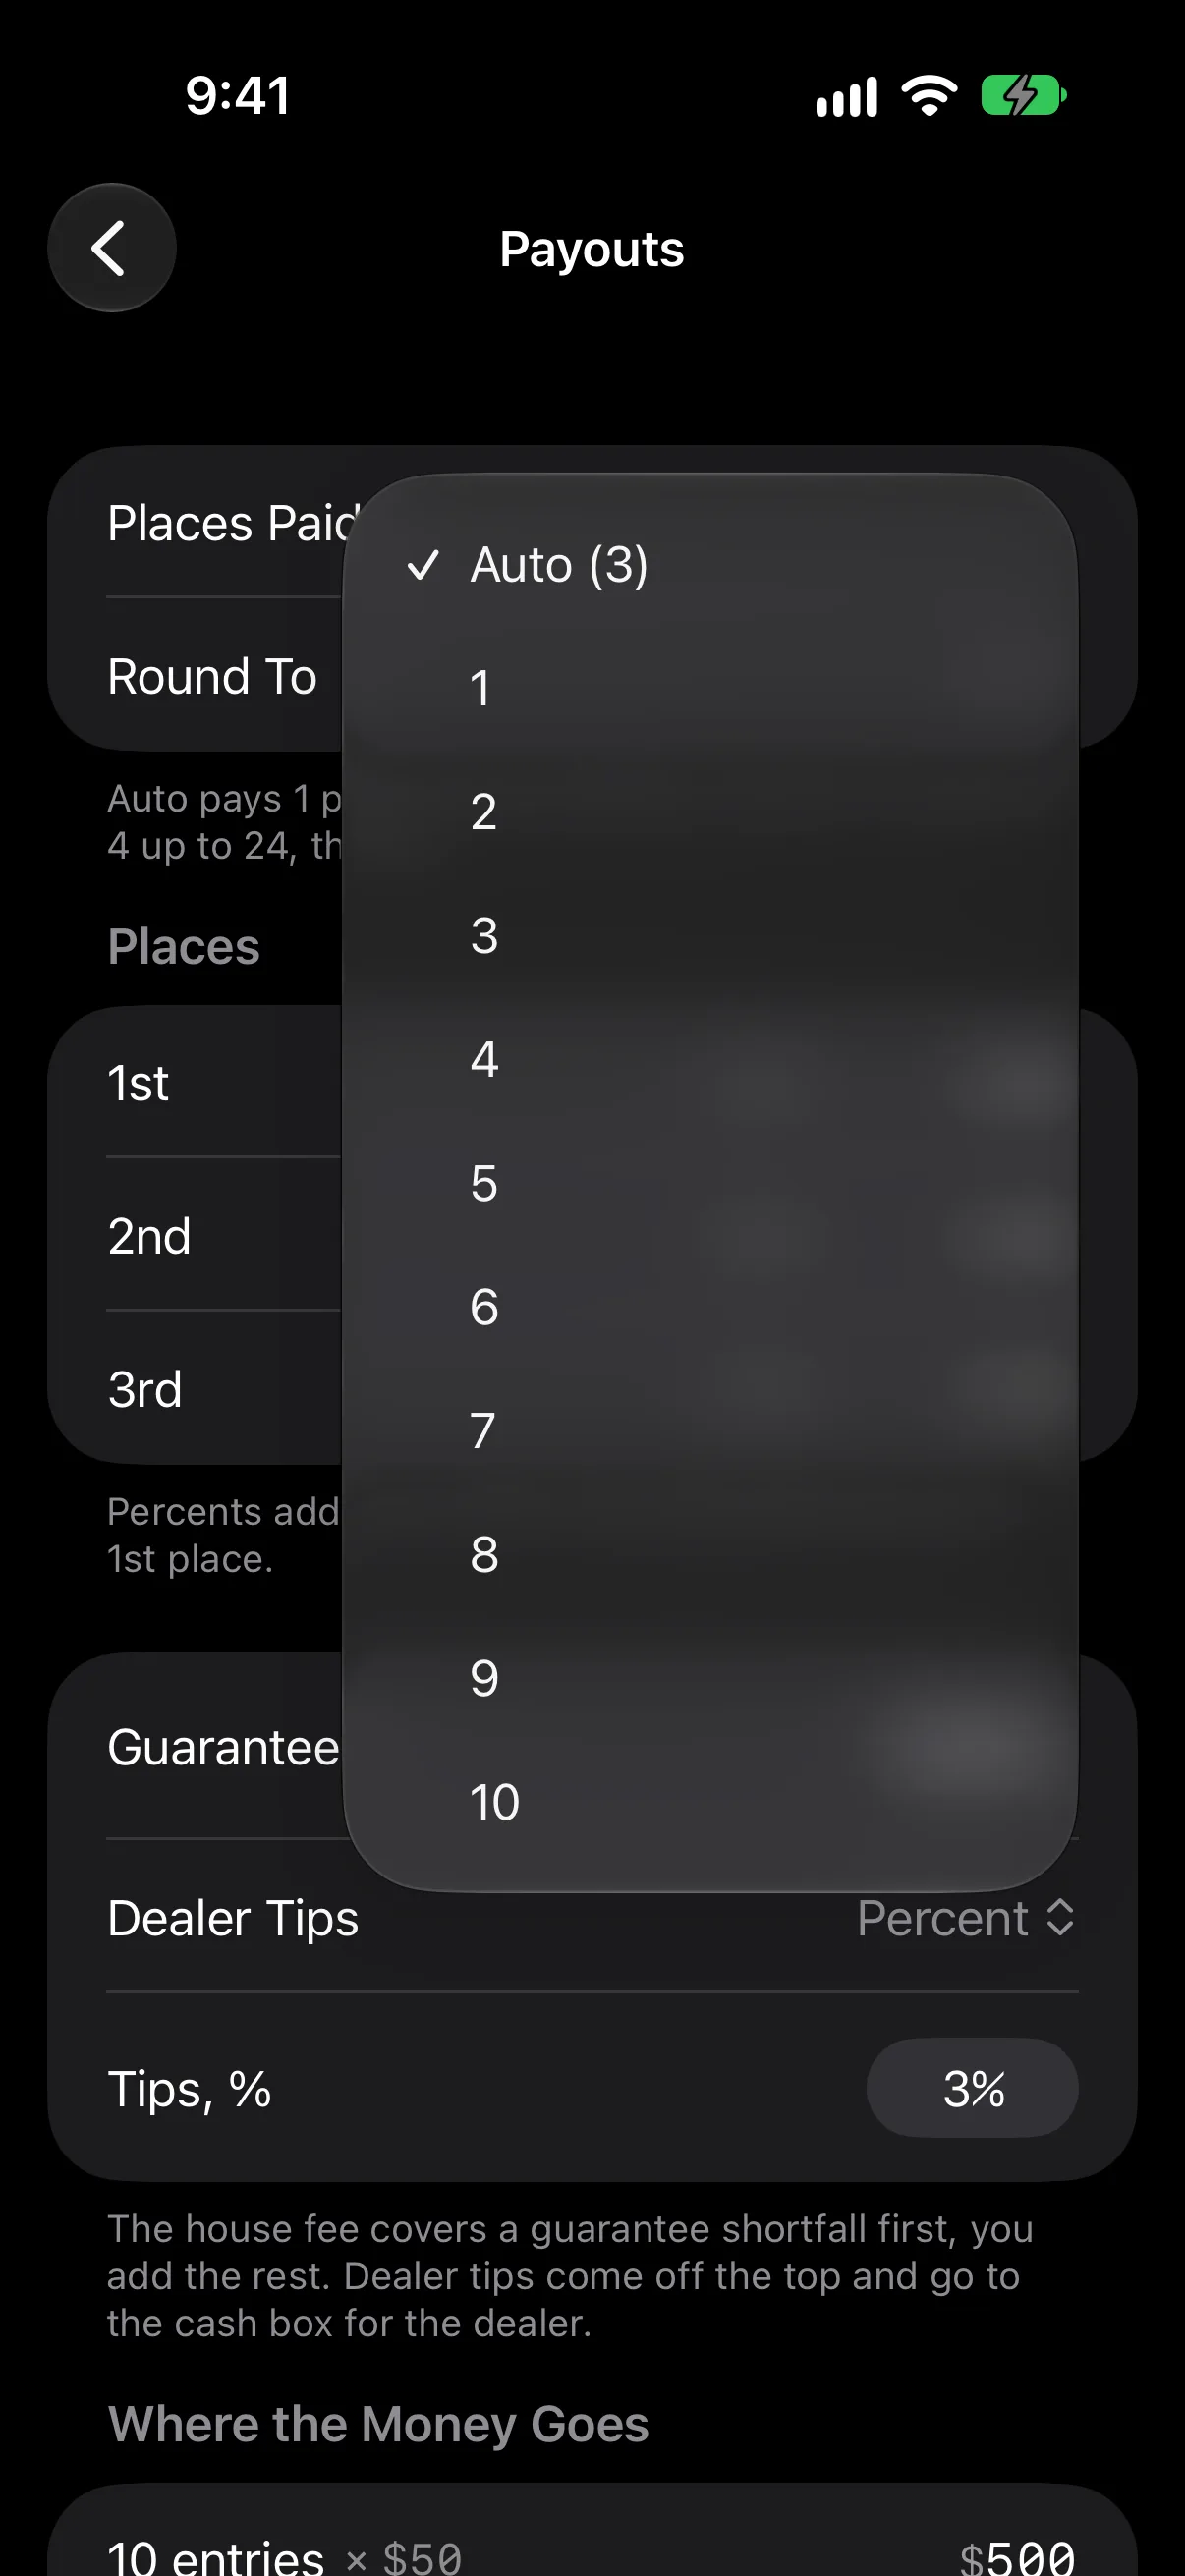 9:41
Payouts
Places Paid
Auto (3)
1
2
3
4
5
6
7
8
9
10
Round To
Auto pays 1
4 up to 24,
Places
1st
2nd
3rd
Percents add
1st place.
Guarantee
Dealer Tips Percent
Tips, % 3%
The house fee covers a guarantee shortfall first, you
add the rest. Dealer tips come off the top and go to
the cash box for the dealer.
Where the Money Goes
10 entries × $50 $500